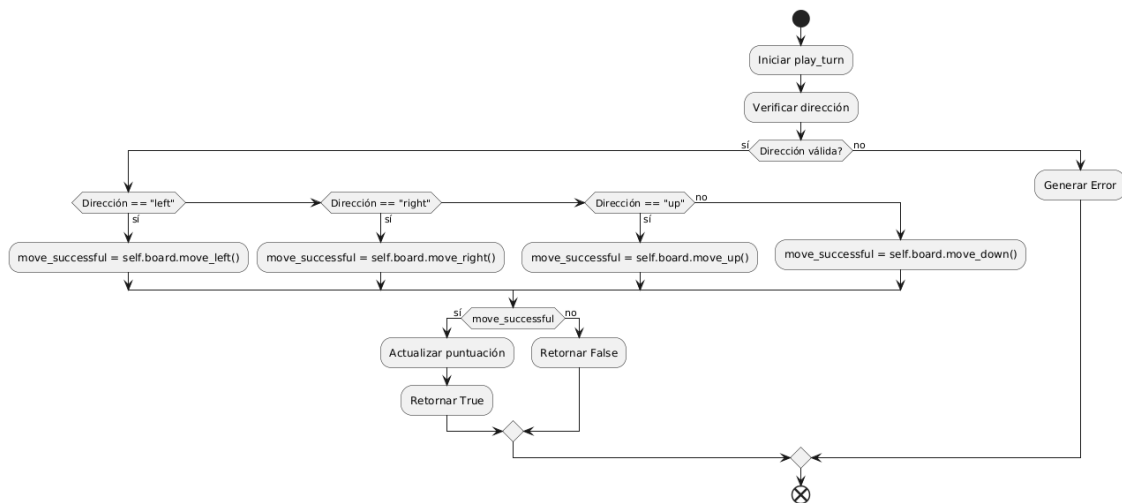 Iniciar play_turn
Verificar dirección
sí
Dirección válida?
no
Dirección == "left"
sí
Dirección == "right"
sí
Dirección == "up"
no
sí
Generar Error
move_successful = self.board.move_left()
move_successful = self.board.move_right()
move_successful = self.board.move_up()
move_successful = self.board.move_down()
sí
move_successful
no
Actualizar puntuación
Retornar False
Retornar True